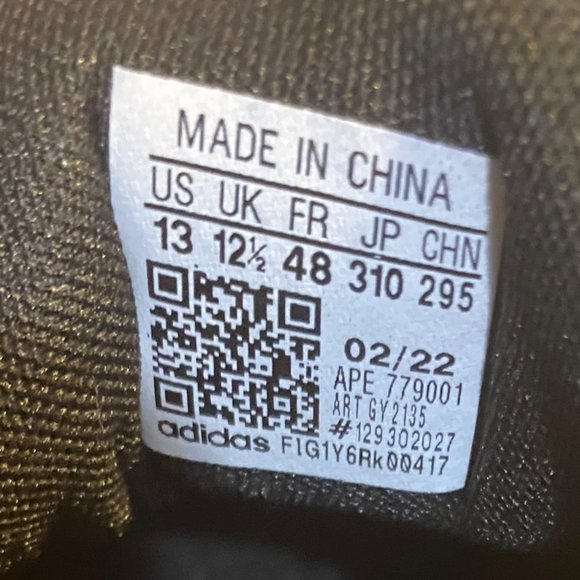 MADE IN CHINA
US UK FR JP CHN
13 12½ 48 310 295
02/22
APE 779001
ART GY2135
#129302027
adidas F1G1Y6Rk00417